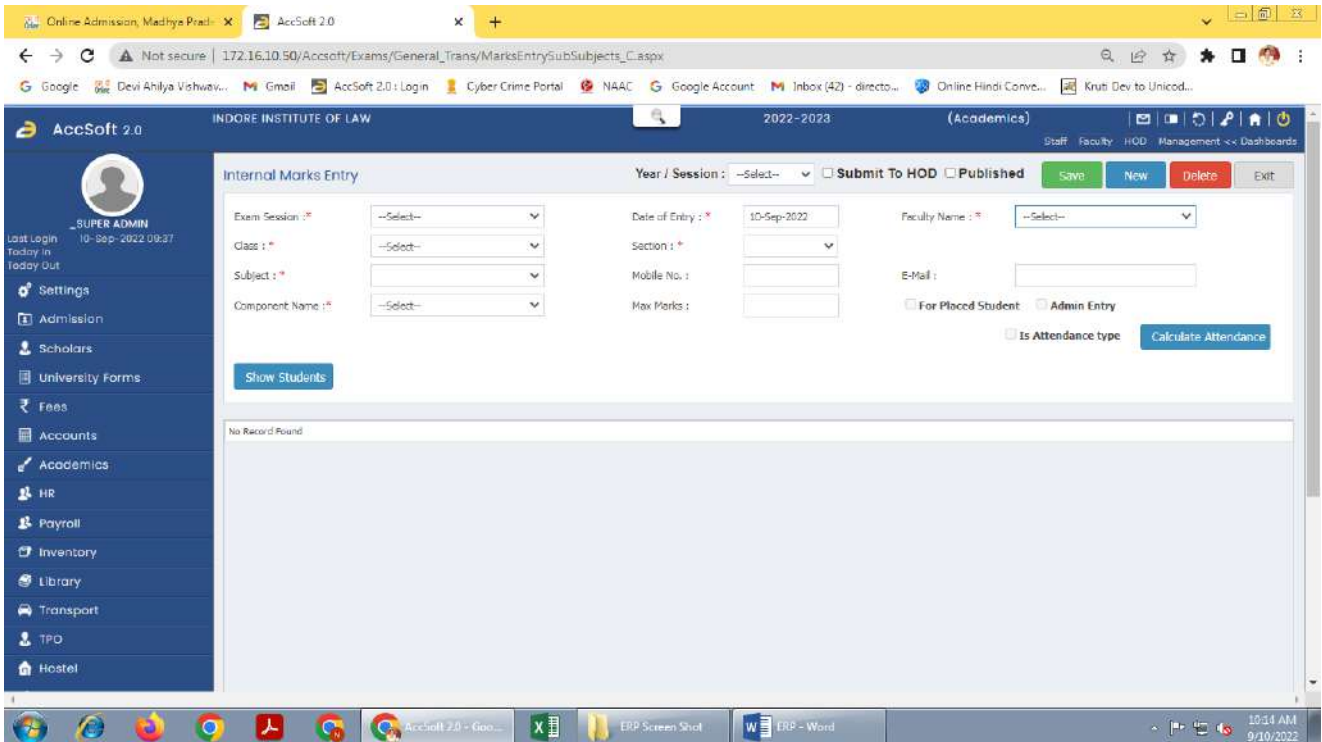 Online Admission, Madhya Prade
AccSoft 2.0
Not secure | 172.16.10.50/Accsoft/Exams/General_Trans/MarksEntrySubSubjects_C.aspx
Google
Devi Ahilya Vishwav...
Gmail
AccSoft 2.0 : Login
Cyber Crime Portal
NAAC
Google Account
Inbox (42) - directo...
Online Hindi Conve...
Kruti Dev to Unicod...
AccSoft 2.0
INDORE INSTITUTE OF LAW
2022-2023
(Academics)
Staff Faculty HOD Management << Dashboards
_SUPER ADMIN
Last Login 10-Sep-2022 09:37
Today In
Today Out
Settings
Admission
Scholars
University Forms
Fees
Accounts
Academics
HR
Payroll
Inventory
Library
Transport
TPO
Hostel
Internal Marks Entry
Year / Session : --Select-- Submit To HOD Published Save New Delete Exit
Exam Session :* --Select-- Date of Entry : * 10-Sep-2022 Faculty Name : * --Select--
Class : * --Select-- Section : *
Subject : * Mobile No. : E-Mail :
Component Name :* --Select-- Max Marks : For Placed Student Admin Entry
Is Attendance type Calculate Attendance
Show Students
No Record Found
AccSoft 2.0 - Goo...
ERP Screen Shot
ERP - Word
10:14 AM
9/10/2022